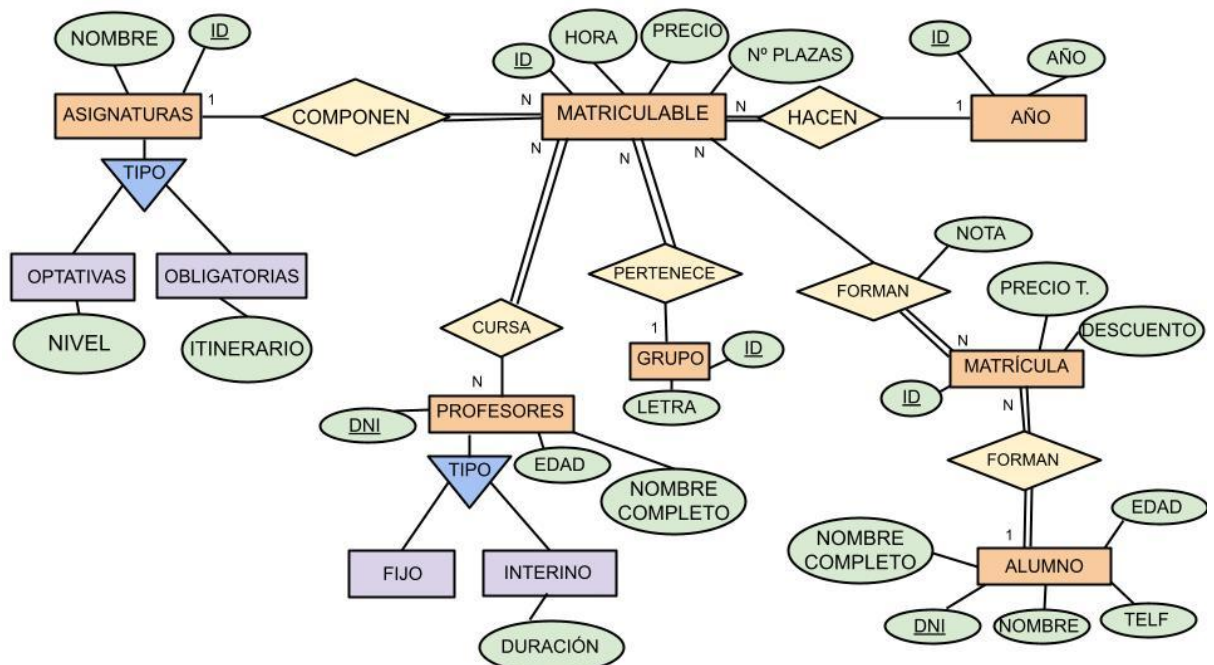 NOMBRE
ID
ASIGNATURAS
1
COMPONEN
N
ID
HORA
PRECIO
Nº PLAZAS
MATRICULABLE
N
HACEN
1
ID
AÑO
AÑO
TIPO
OPTATIVAS
OBLIGATORIAS
NIVEL
ITINERARIO
N
N
N
CURSA
N
PERTENECE
1
GRUPO
ID
LETRA
DNI
PROFESORES
EDAD
NOMBRE
COMPLETO
TIPO
FIJO
INTERINO
DURACIÓN
FORMAN
NOTA
PRECIO T.
DESCUENTO
N
MATRÍCULA
ID
N
FORMAN
1
NOMBRE
COMPLETO
EDAD
ALUMNO
DNI
NOMBRE
TELF